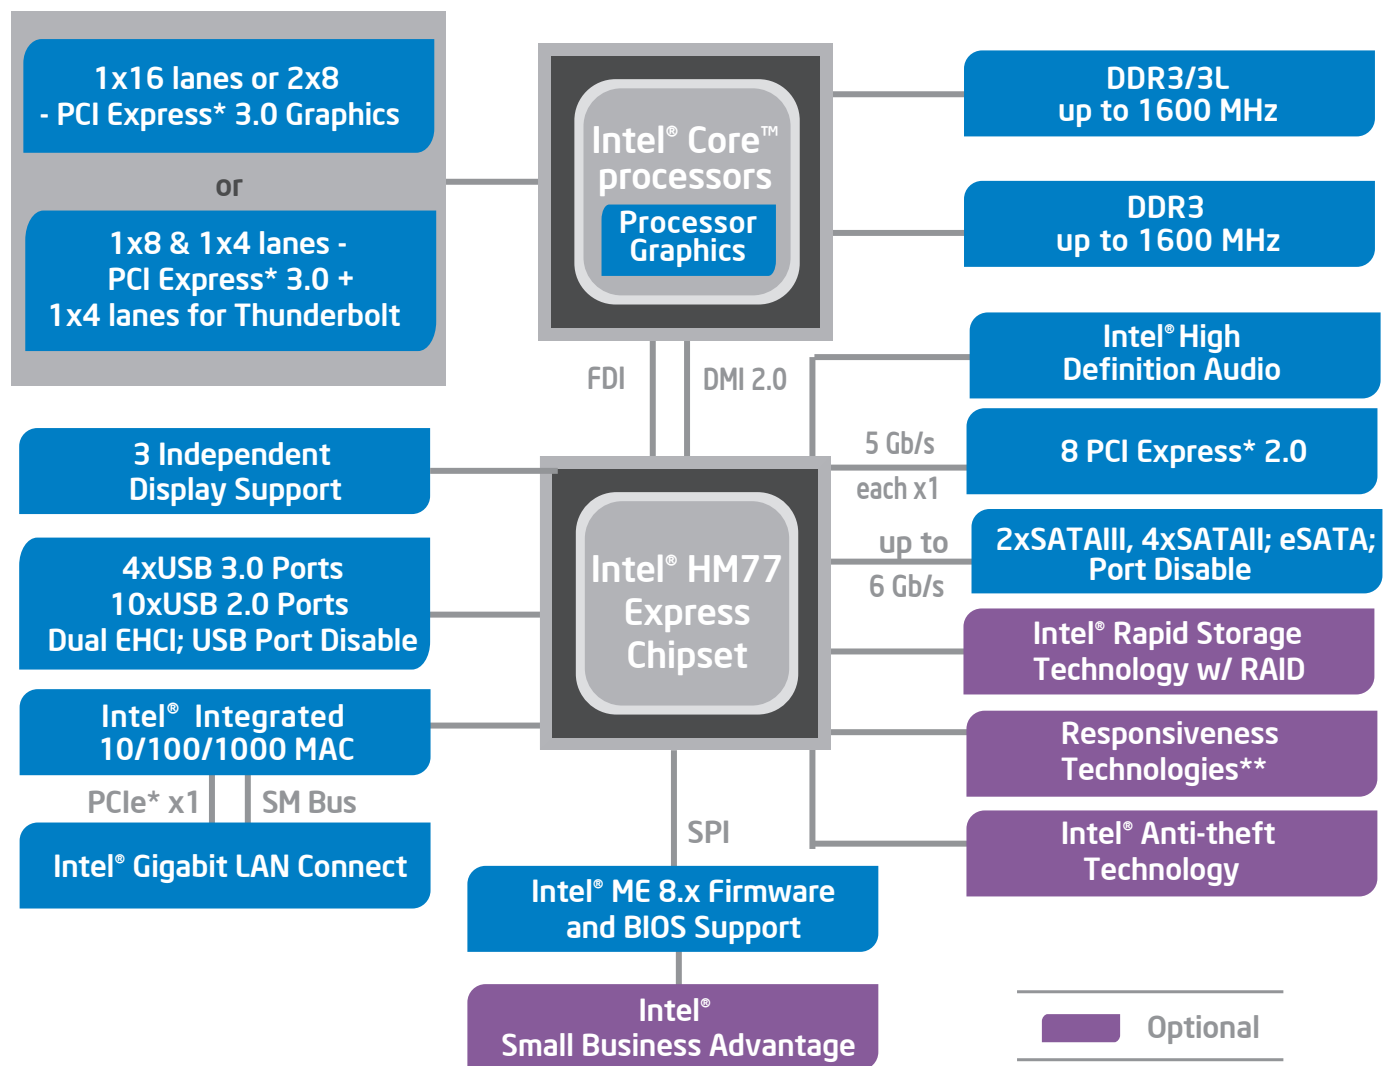 1x16 lanes or 2x8
- PCI Express* 3.0 Graphics
or
1x8 & 1x4 lanes -
PCI Express* 3.0 +
1x4 lanes for Thunderbolt
Intel® Core™
processors
Processor
Graphics
DDR3/3L
up to 1600 MHz
DDR3
up to 1600 MHz
FDI
DMI 2.0
Intel® High
Definition Audio
5 Gb/s
each x1
8 PCI Express* 2.0
up to
6 Gb/s
2xSATAIII, 4xSATAII; eSATA;
Port Disable
3 Independent
Display Support
4xUSB 3.0 Ports
10xUSB 2.0 Ports
Dual EHCI; USB Port Disable
Intel® HM77
Express
Chipset
Intel® Rapid Storage
Technology w/ RAID
Intel® Integrated
10/100/1000 MAC
Responsiveness
Technologies**
PCIe* x1
SM Bus
SPI
Intel® Anti-theft
Technology
Intel® Gigabit LAN Connect
Intel® ME 8.x Firmware
and BIOS Support
Intel®
Small Business Advantage
Optional